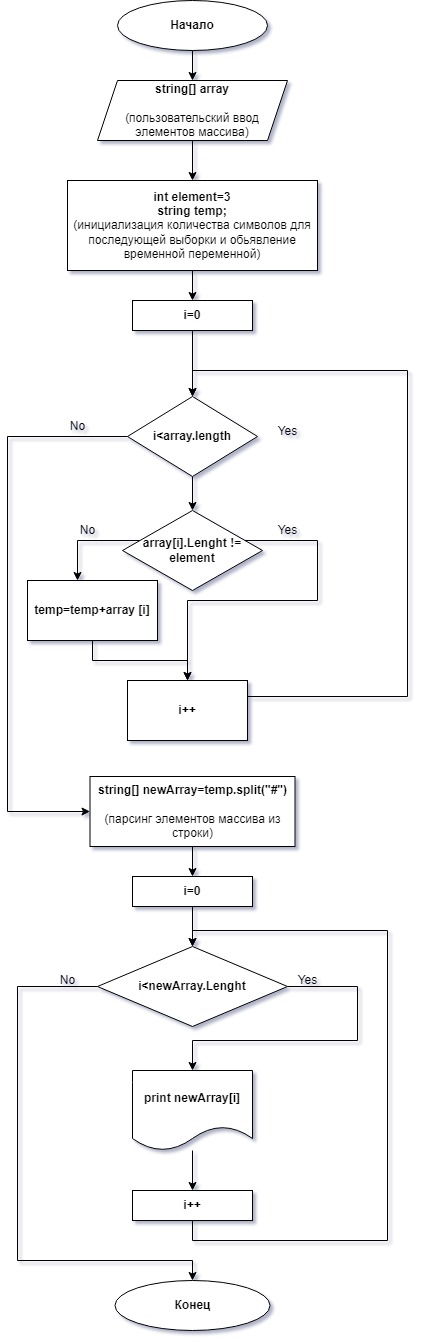 Начало
string[] array
(пользовательский ввод
элементов массива)
int element=3
string temp;
(инициализация количества символов для
последующей выборки и обьявление
временной переменной)
i=0
No
i<array.length
Yes
No
array[i].Lenght !=
element
Yes
temp=temp+array [i]
i++
string[] newArray=temp.split("#")
(парсинг элементов массива из
строки)
i=0
No
i<newArray.Lenght
Yes
print newArray[i]
i++
Конец